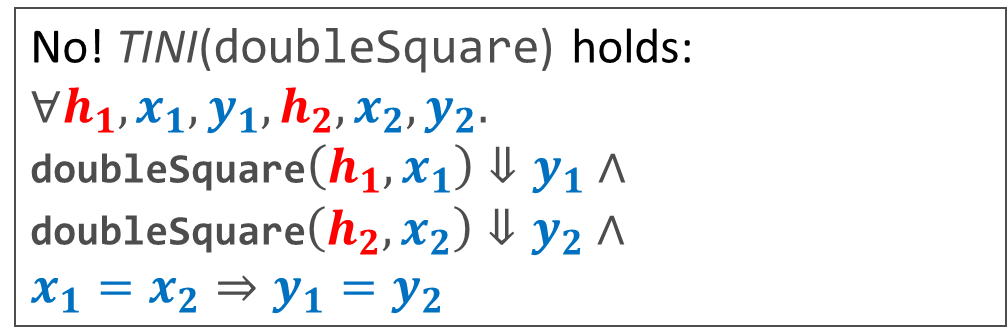 No! TINI(doubleSquare) holds:
∀h₁, x₁, y₁, h₂, x₂, y₂.
doubleSquare(h₁, x₁) ⇓ y₁ ∧
doubleSquare(h₂, x₂) ⇓ y₂ ∧
x₁ = x₂ ⇒ y₁ = y₂